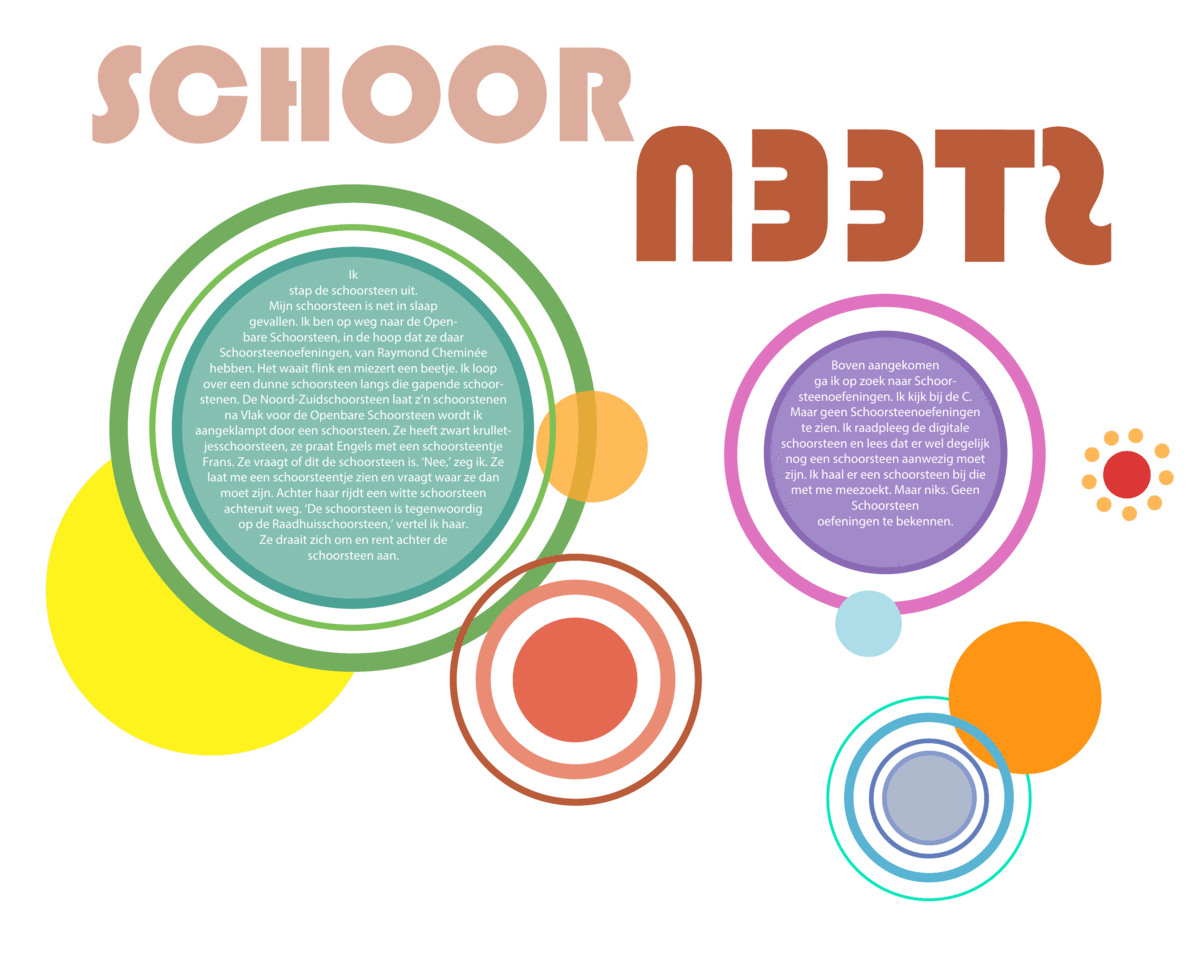 SCHOOR
STEEN
Ik
stap de schoorsteen uit.
Mijn schoorsteen is net in slaap
gevallen. Ik ben op weg naar de Open-
bare Schoorsteen, in de hoop dat ze daar
Schoorsteenoefeningen, van Raymond Cheminée
hebben. Het waait flink en miezert een beetje. Ik loop
over een dunne schoorsteen langs die gapende schoor-
stenen. De Noord-Zuidschoorsteen laat z’n schoorstenen
na Vlak voor de Openbare Schoorsteen wordt ik
aangeklampt door een schoorsteen. Ze heeft zwart krullet-
jesschoorsteen, ze praat Engels met een schoorsteentje
Frans. Ze vraagt of dit de schoorsteen is. ‘Nee,’ zeg ik. Ze
laat me een schoorsteentje zien en vraagt waar ze dan
moet zijn. Achter haar rijdt een witte schoorsteen
achteruit weg. ‘De schoorsteen is tegenwoordig
op de Raadhuisschoorsteen,’ vertel ik haar.
Ze draait zich om en rent achter de
schoorsteen aan.
Boven aangekomen
ga ik op zoek naar Schoor-
steenoefeningen. Ik kijk bij de C.
Maar geen Schoorsteenoefeningen
te zien. Ik raadpleeg de digitale
schoorsteen en lees dat er wel degelijk
nog een schoorsteen aanwezig moet
zijn. Ik haal er een schoorsteen bij die
met me meezoekt. Maar niks. Geen
Schoorsteen
oefeningen te bekennen.